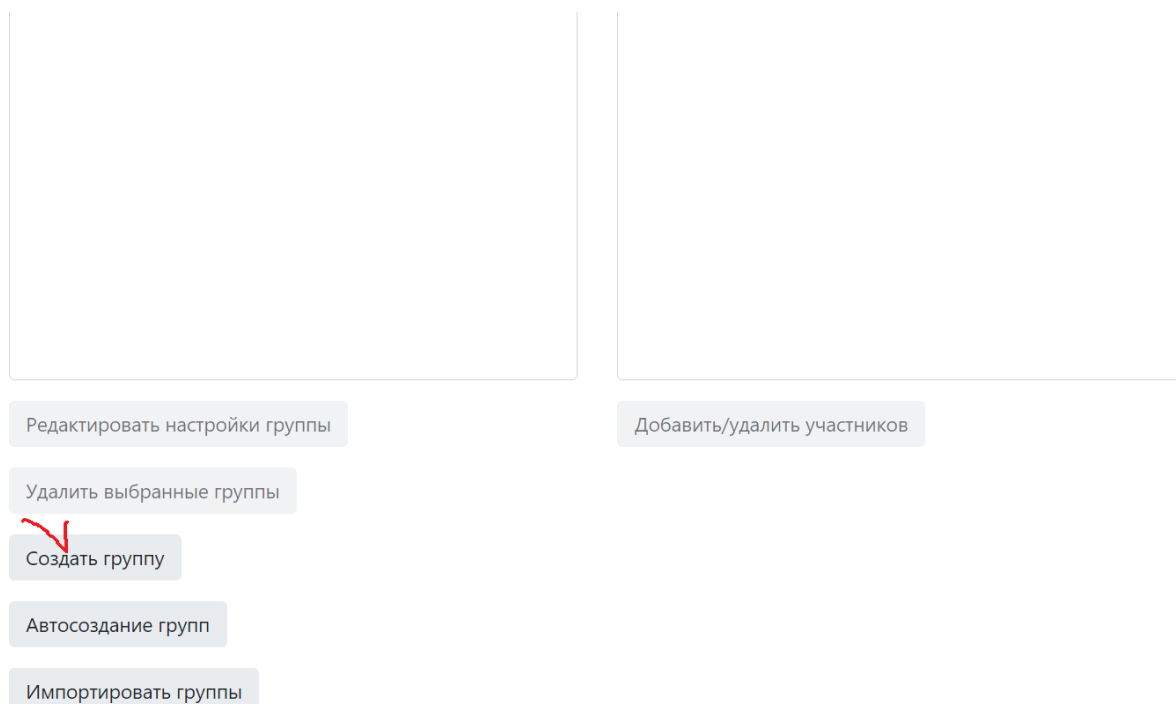 Редактировать настройки группы
Добавить/удалить участников
Удалить выбранные группы
Создать группу
Автосоздание групп
Импортировать группы